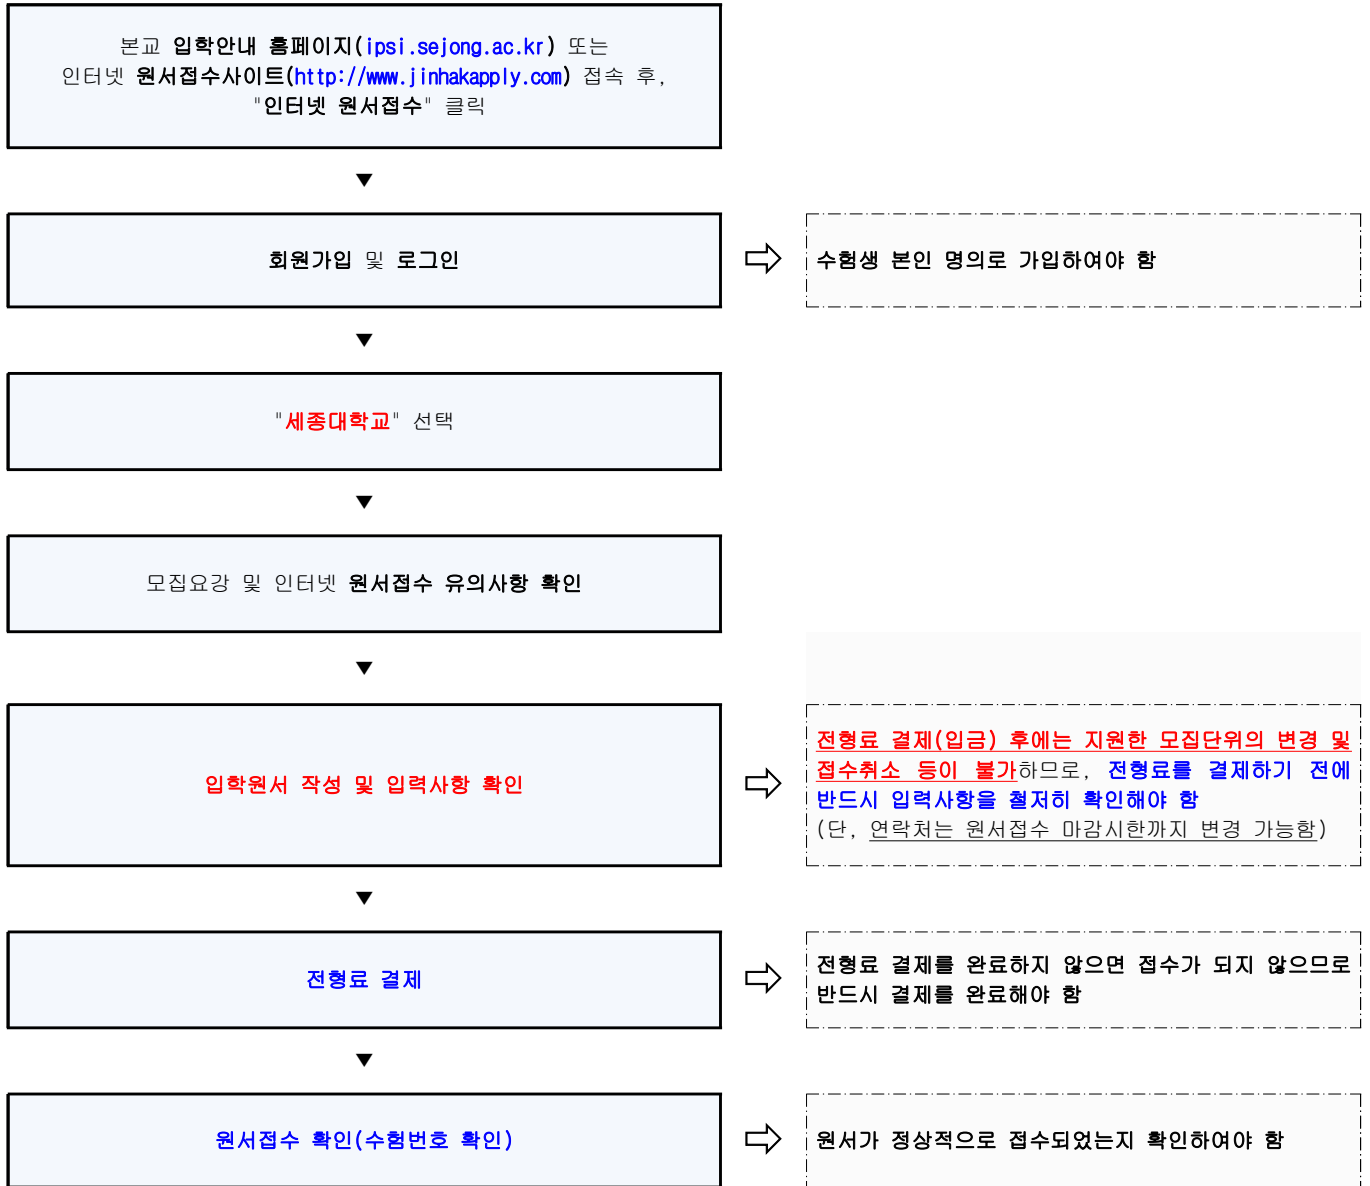 본교 입학안내 홈페이지(ipsi.sejong.ac.kr) 또는
인터넷 원서접수사이트(http://www.jinhakapply.com) 접속 후,
"인터넷 원서접수" 클릭
▼
회원가입 및 로그인
수험생 본인 명의로 가입하여야 함
▼
"세종대학교" 선택
▼
모집요강 및 인터넷 원서접수 유의사항 확인
▼
입학원서 작성 및 입력사항 확인
전형료 결제(입금) 후에는 지원한 모집단위의 변경 및
접수취소 등이 불가하므로, 전형료를 결제하기 전에
반드시 입력사항을 철저히 확인해야 함
(단, 연락처는 원서접수 마감시한까지 변경 가능함)
▼
전형료 결제
전형료 결제를 완료하지 않으면 접수가 되지 않으므로
반드시 결제를 완료해야 함
▼
원서접수 확인(수험번호 확인)
원서가 정상적으로 접수되었는지 확인하여야 함